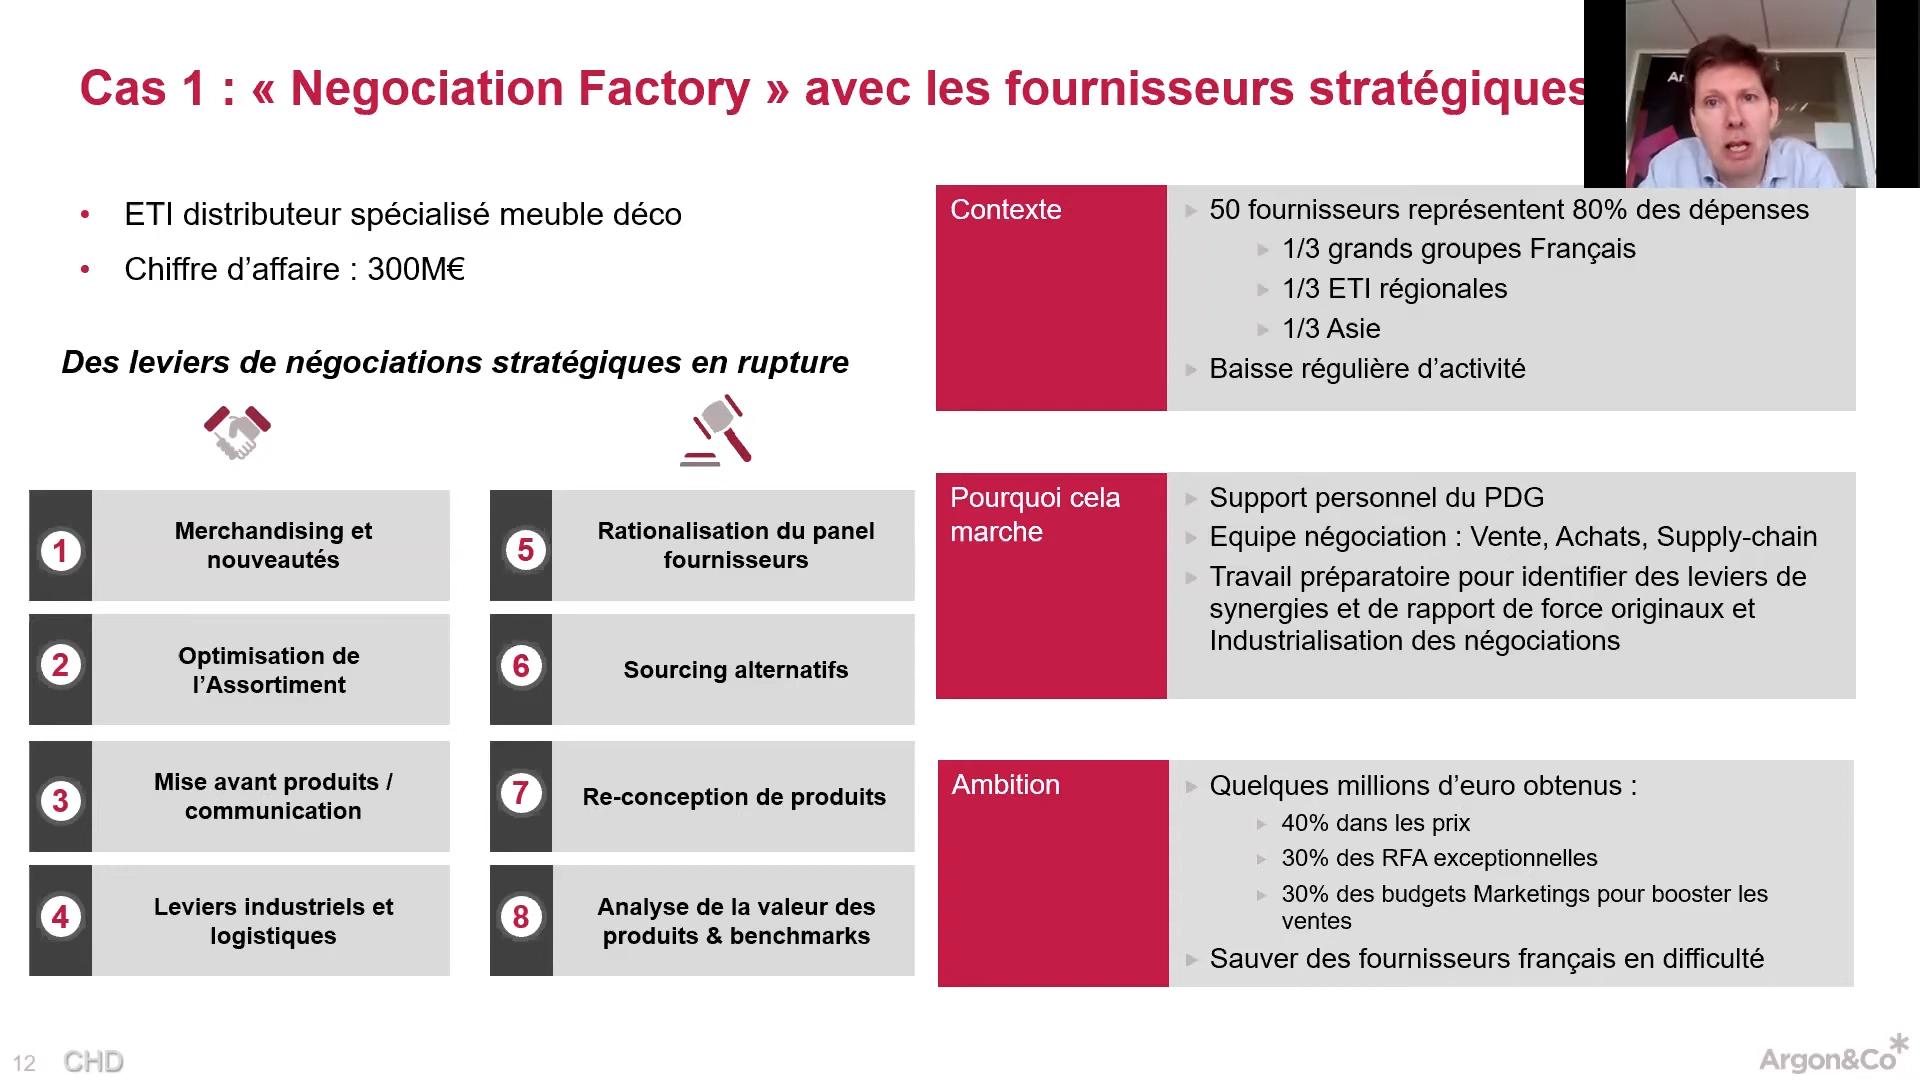 Cas 1 : « Negociation Factory » avec les fournisseurs stratégiques
• ETI distributeur spécialisé meuble déco
• Chiffre d’affaire : 300M€
Des leviers de négociations stratégiques en rupture
1
Merchandising et
nouveautés
2
Optimisation de
l’Assortiment
3
Mise avant produits /
communication
4
Leviers industriels et
logistiques
5
Rationalisation du panel
fournisseurs
6
Sourcing alternatifs
7
Re-conception de produits
8
Analyse de la valeur des
produits & benchmarks
Contexte
50 fournisseurs représentent 80% des dépenses
1/3 grands groupes Français
1/3 ETI régionales
1/3 Asie
Baisse régulière d’activité
Pourquoi cela
marche
Support personnel du PDG
Equipe négociation : Vente, Achats, Supply-chain
Travail préparatoire pour identifier des leviers de
synergies et de rapport de force originaux et
Industrialisation des négociations
Ambition
Quelques millions d’euro obtenus :
40% dans les prix
30% des RFA exceptionnelles
30% des budgets Marketings pour booster les
ventes
Sauver des fournisseurs français en difficulté
12
CHD
Argon&Co